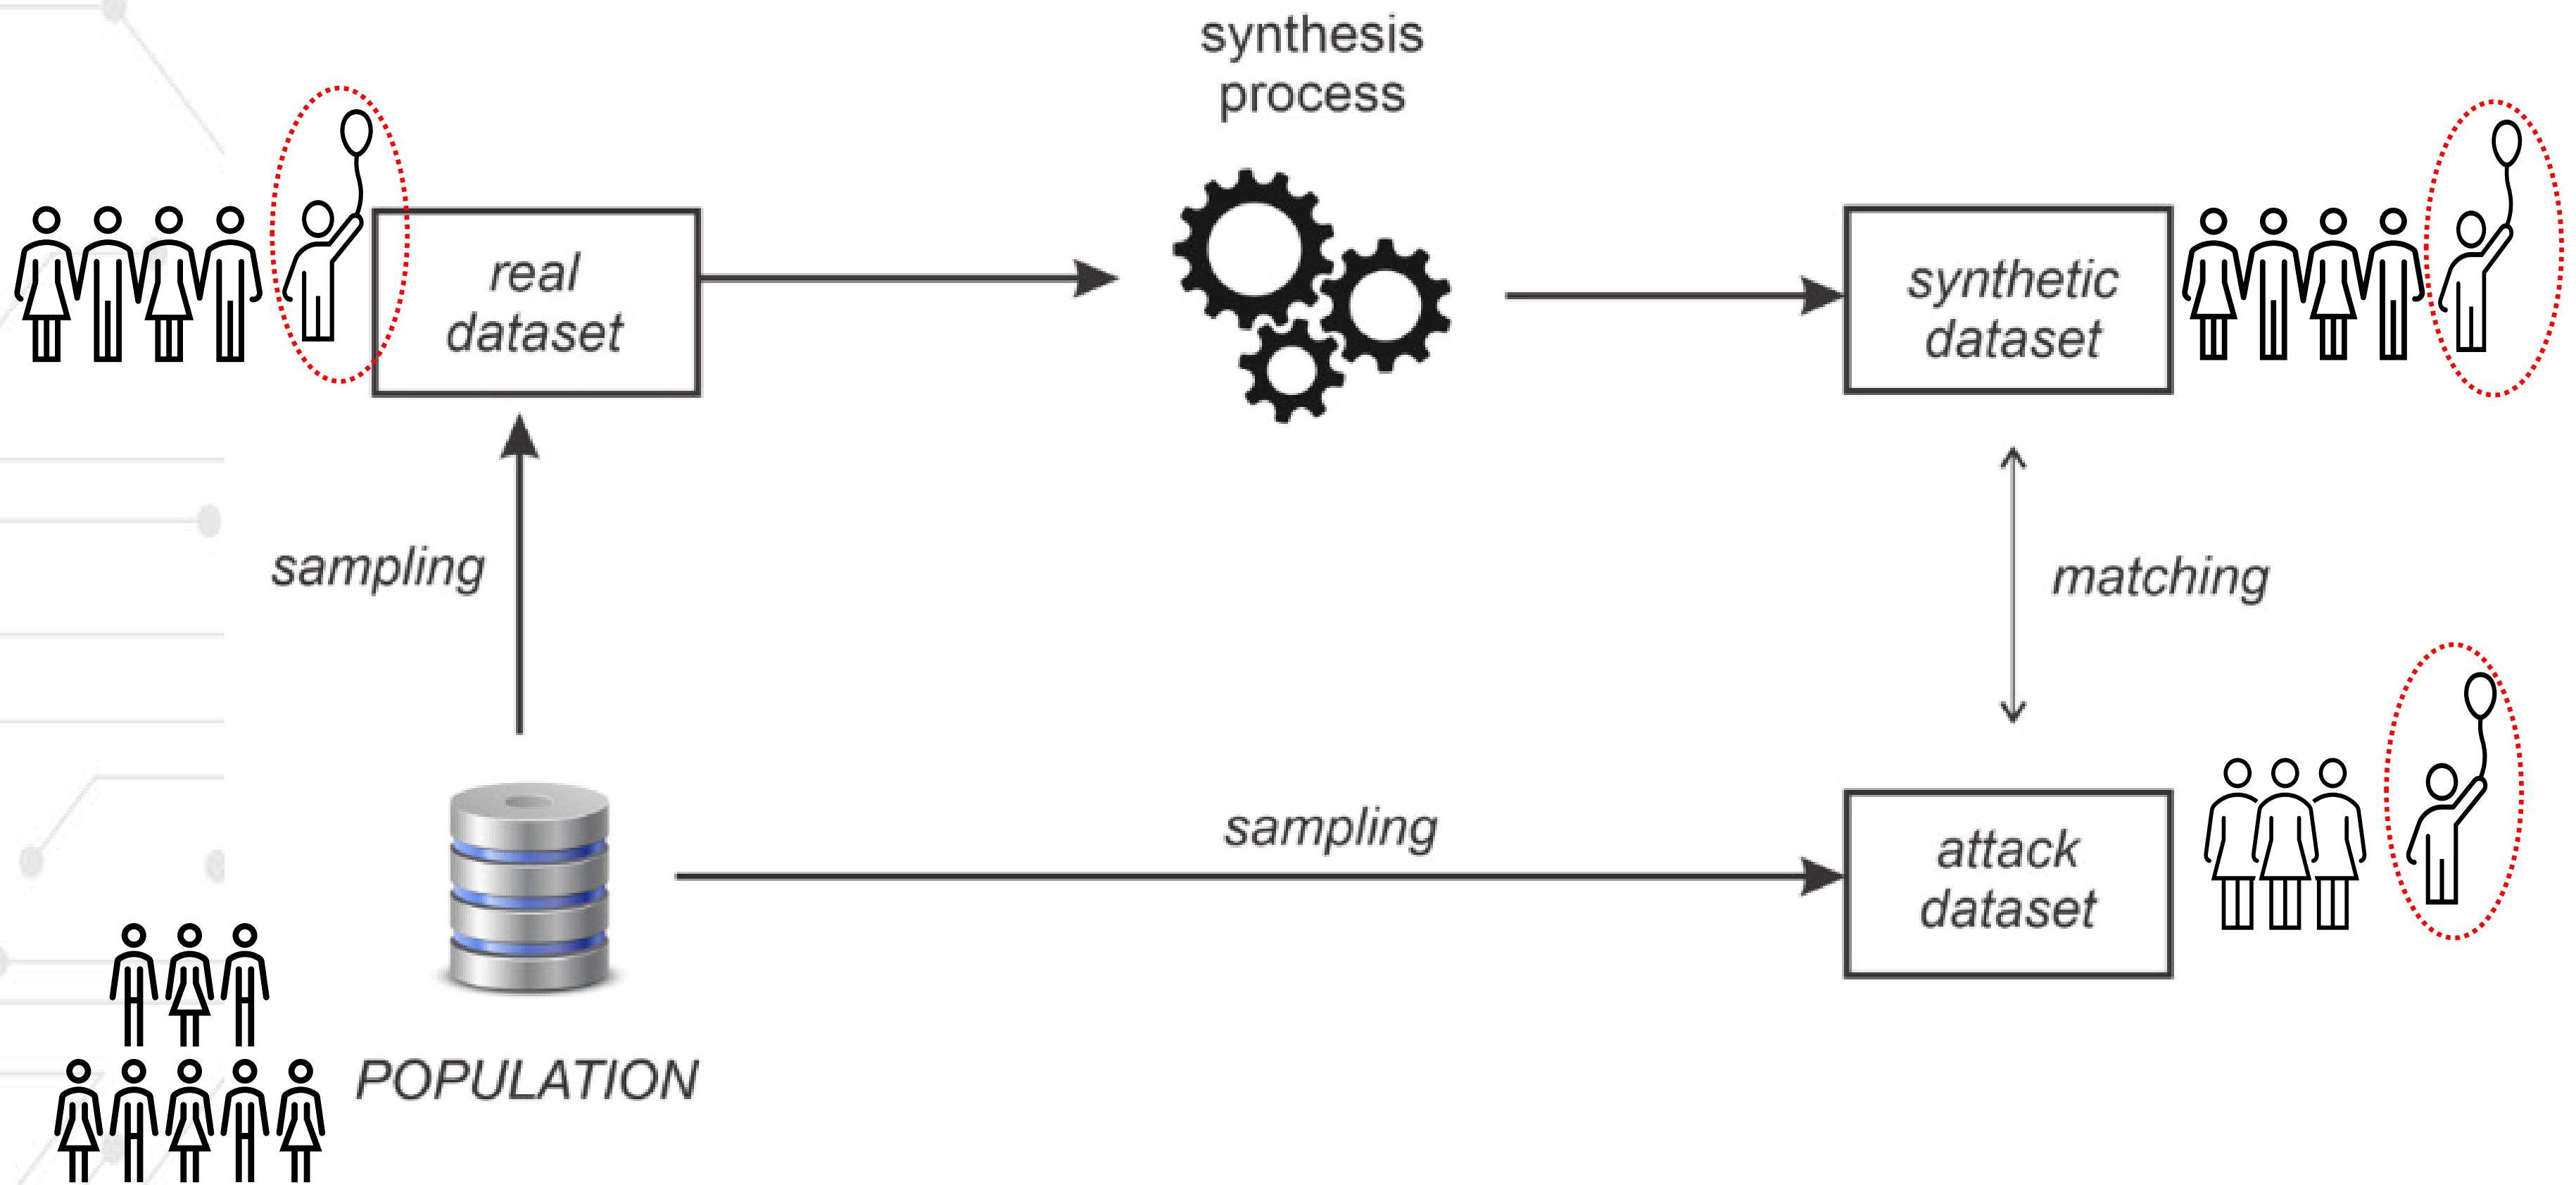 synthesis
process
real
dataset
synthetic
dataset
sampling
matching
sampling
attack
dataset
POPULATION